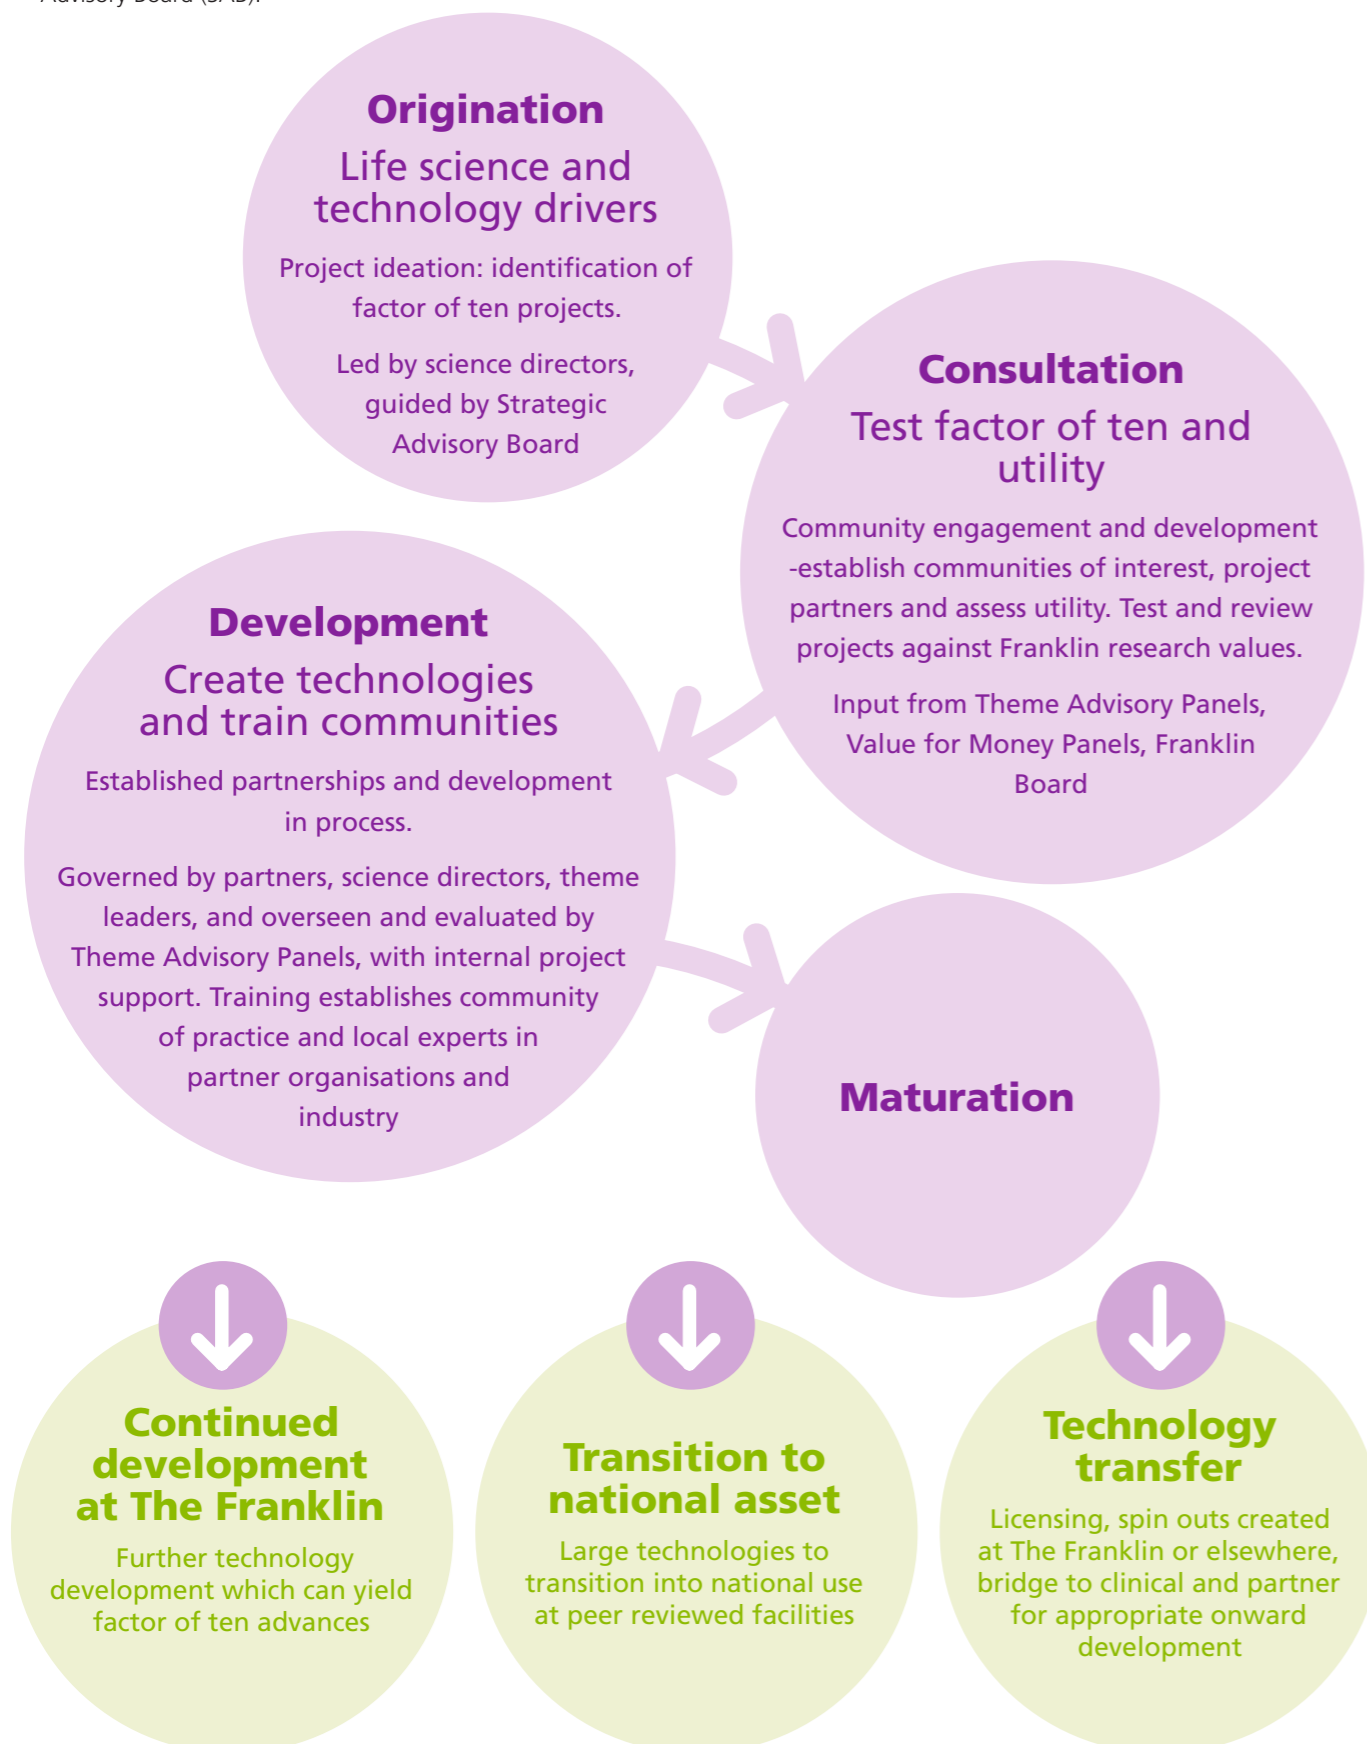 Advisory Board (SAB).
Origination
Life science and
technology drivers
Project ideation: identification of
factor of ten projects.
Led by science directors,
guided by Strategic
Advisory Board
Consultation
Test factor of ten and
utility
Community engagement and development
-establish communities of interest, project
partners and assess utility. Test and review
projects against Franklin research values.
Input from Theme Advisory Panels,
Value for Money Panels, Franklin
Board
Development
Create technologies
and train communities
Established partnerships and development
in process.
Governed by partners, science directors, theme
leaders, and overseen and evaluated by
Theme Advisory Panels, with internal project
support. Training establishes community
of practice and local experts in
partner organisations and
industry
Maturation
Continued
development
at The Franklin
Further technology
development which can yield
factor of ten advances
Transition to
national asset
Large technologies to
transition into national use
at peer reviewed facilities
Technology
transfer
Licensing, spin outs created
at The Franklin or elsewhere,
bridge to clinical and partner
for appropriate onward
development